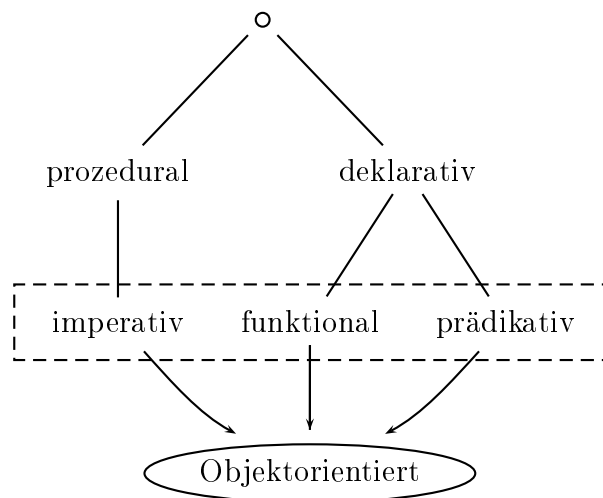 prozedural deklarativ
imperativ funktional prädikativ
Objektorientiert